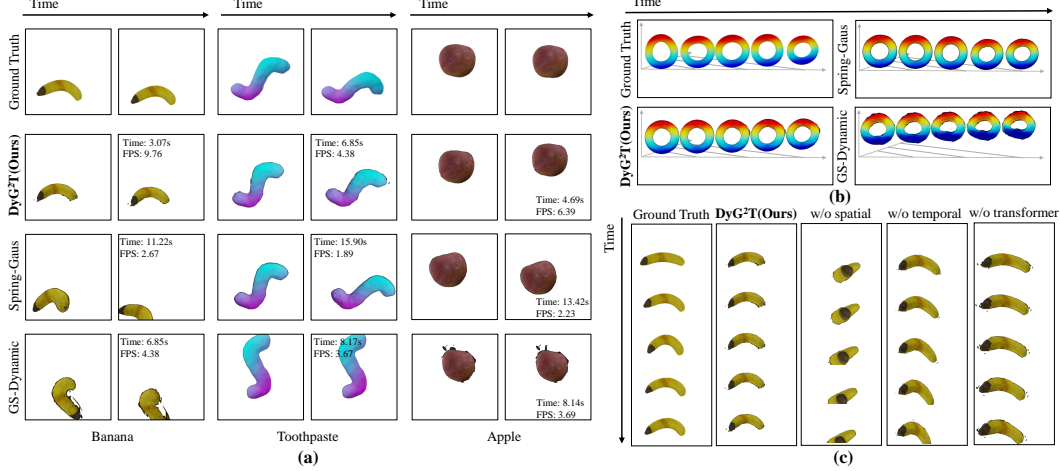 Time
Time
Time
Ground Truth
DyG²T(Ours)
Time: 3.07s
FPS: 9.76
Time: 6.85s
FPS: 4.38
Time: 4.69s
FPS: 6.39
Spring-Gaus
Time: 11.22s
FPS: 2.67
Time: 15.90s
FPS: 1.89
Time: 13.42s
FPS: 2.23
GS-Dynamic
Time: 6.85s
FPS: 4.38
Time: 8.17s
FPS: 3.67
Time: 8.14s
FPS: 3.69
Banana
Toothpaste
Apple
(a)
Time
Ground Truth
Spring-Gaus
DyG²T(Ours)
GS-Dynamic
(b)
Time
Ground Truth
DyG²T(Ours)
w/o spatial
w/o temporal
w/o transformer
(c)